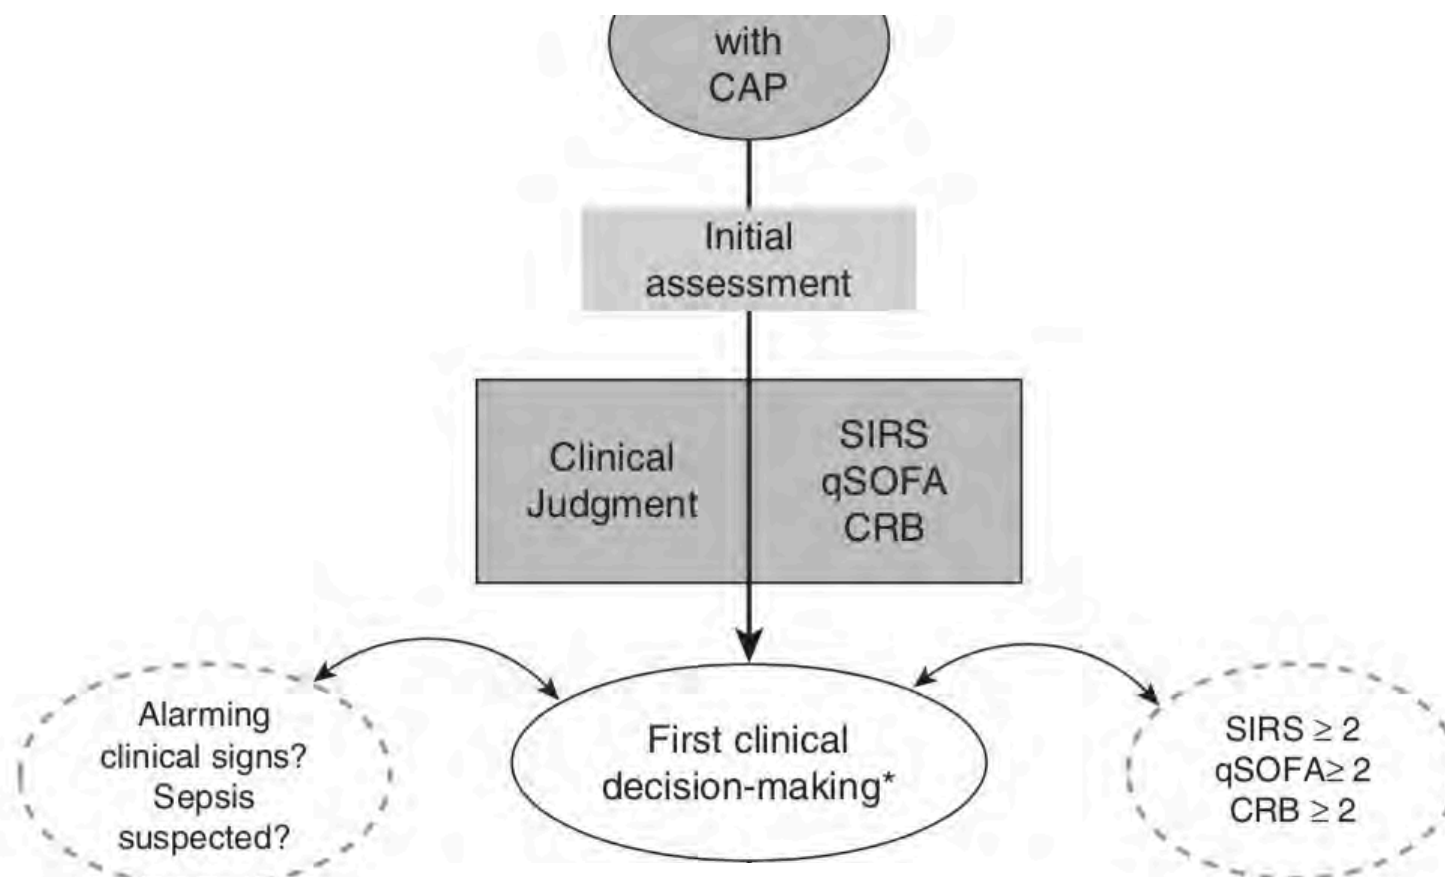 with
CAP
Initial
assessment
Clinical
Judgment
SIRS
qSOFA
CRB
Alarming
clinical signs?
Sepsis
suspected?
First clinical
decision-making*
SIRS ≥ 2
qSOFA≥ 2
CRB ≥ 2